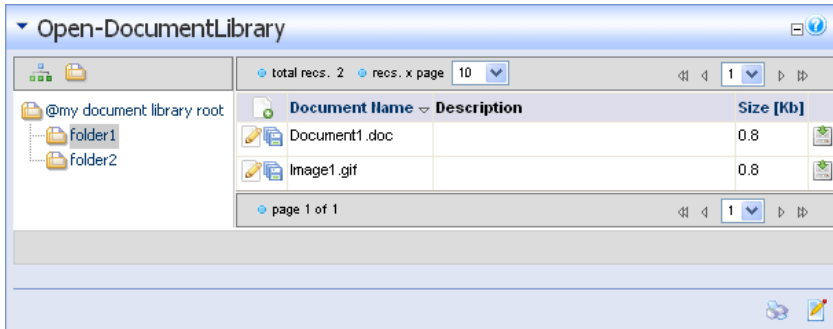 Open-DocumentLibrary
total recs. 2 recs. x page 10 1
@my document library root
folder1
folder2
Document Name Description Size [Kb]
Document1.doc 0.8
Image1.gif 0.8
page 1 of 1 1